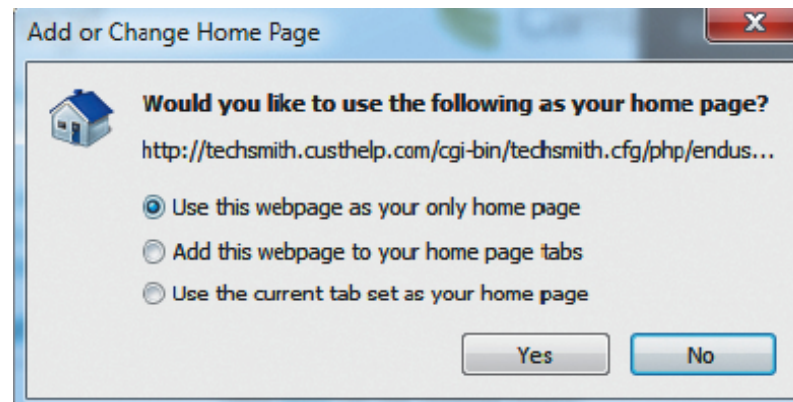 Add or Change Home Page
Would you like to use the following as your home page?
http://techsmith.custhelp.com/cgi-bin/techsmith.cfg/php/endus...
Use this webpage as your only home page
Add this webpage to your home page tabs
Use the current tab set as your home page
Yes
No